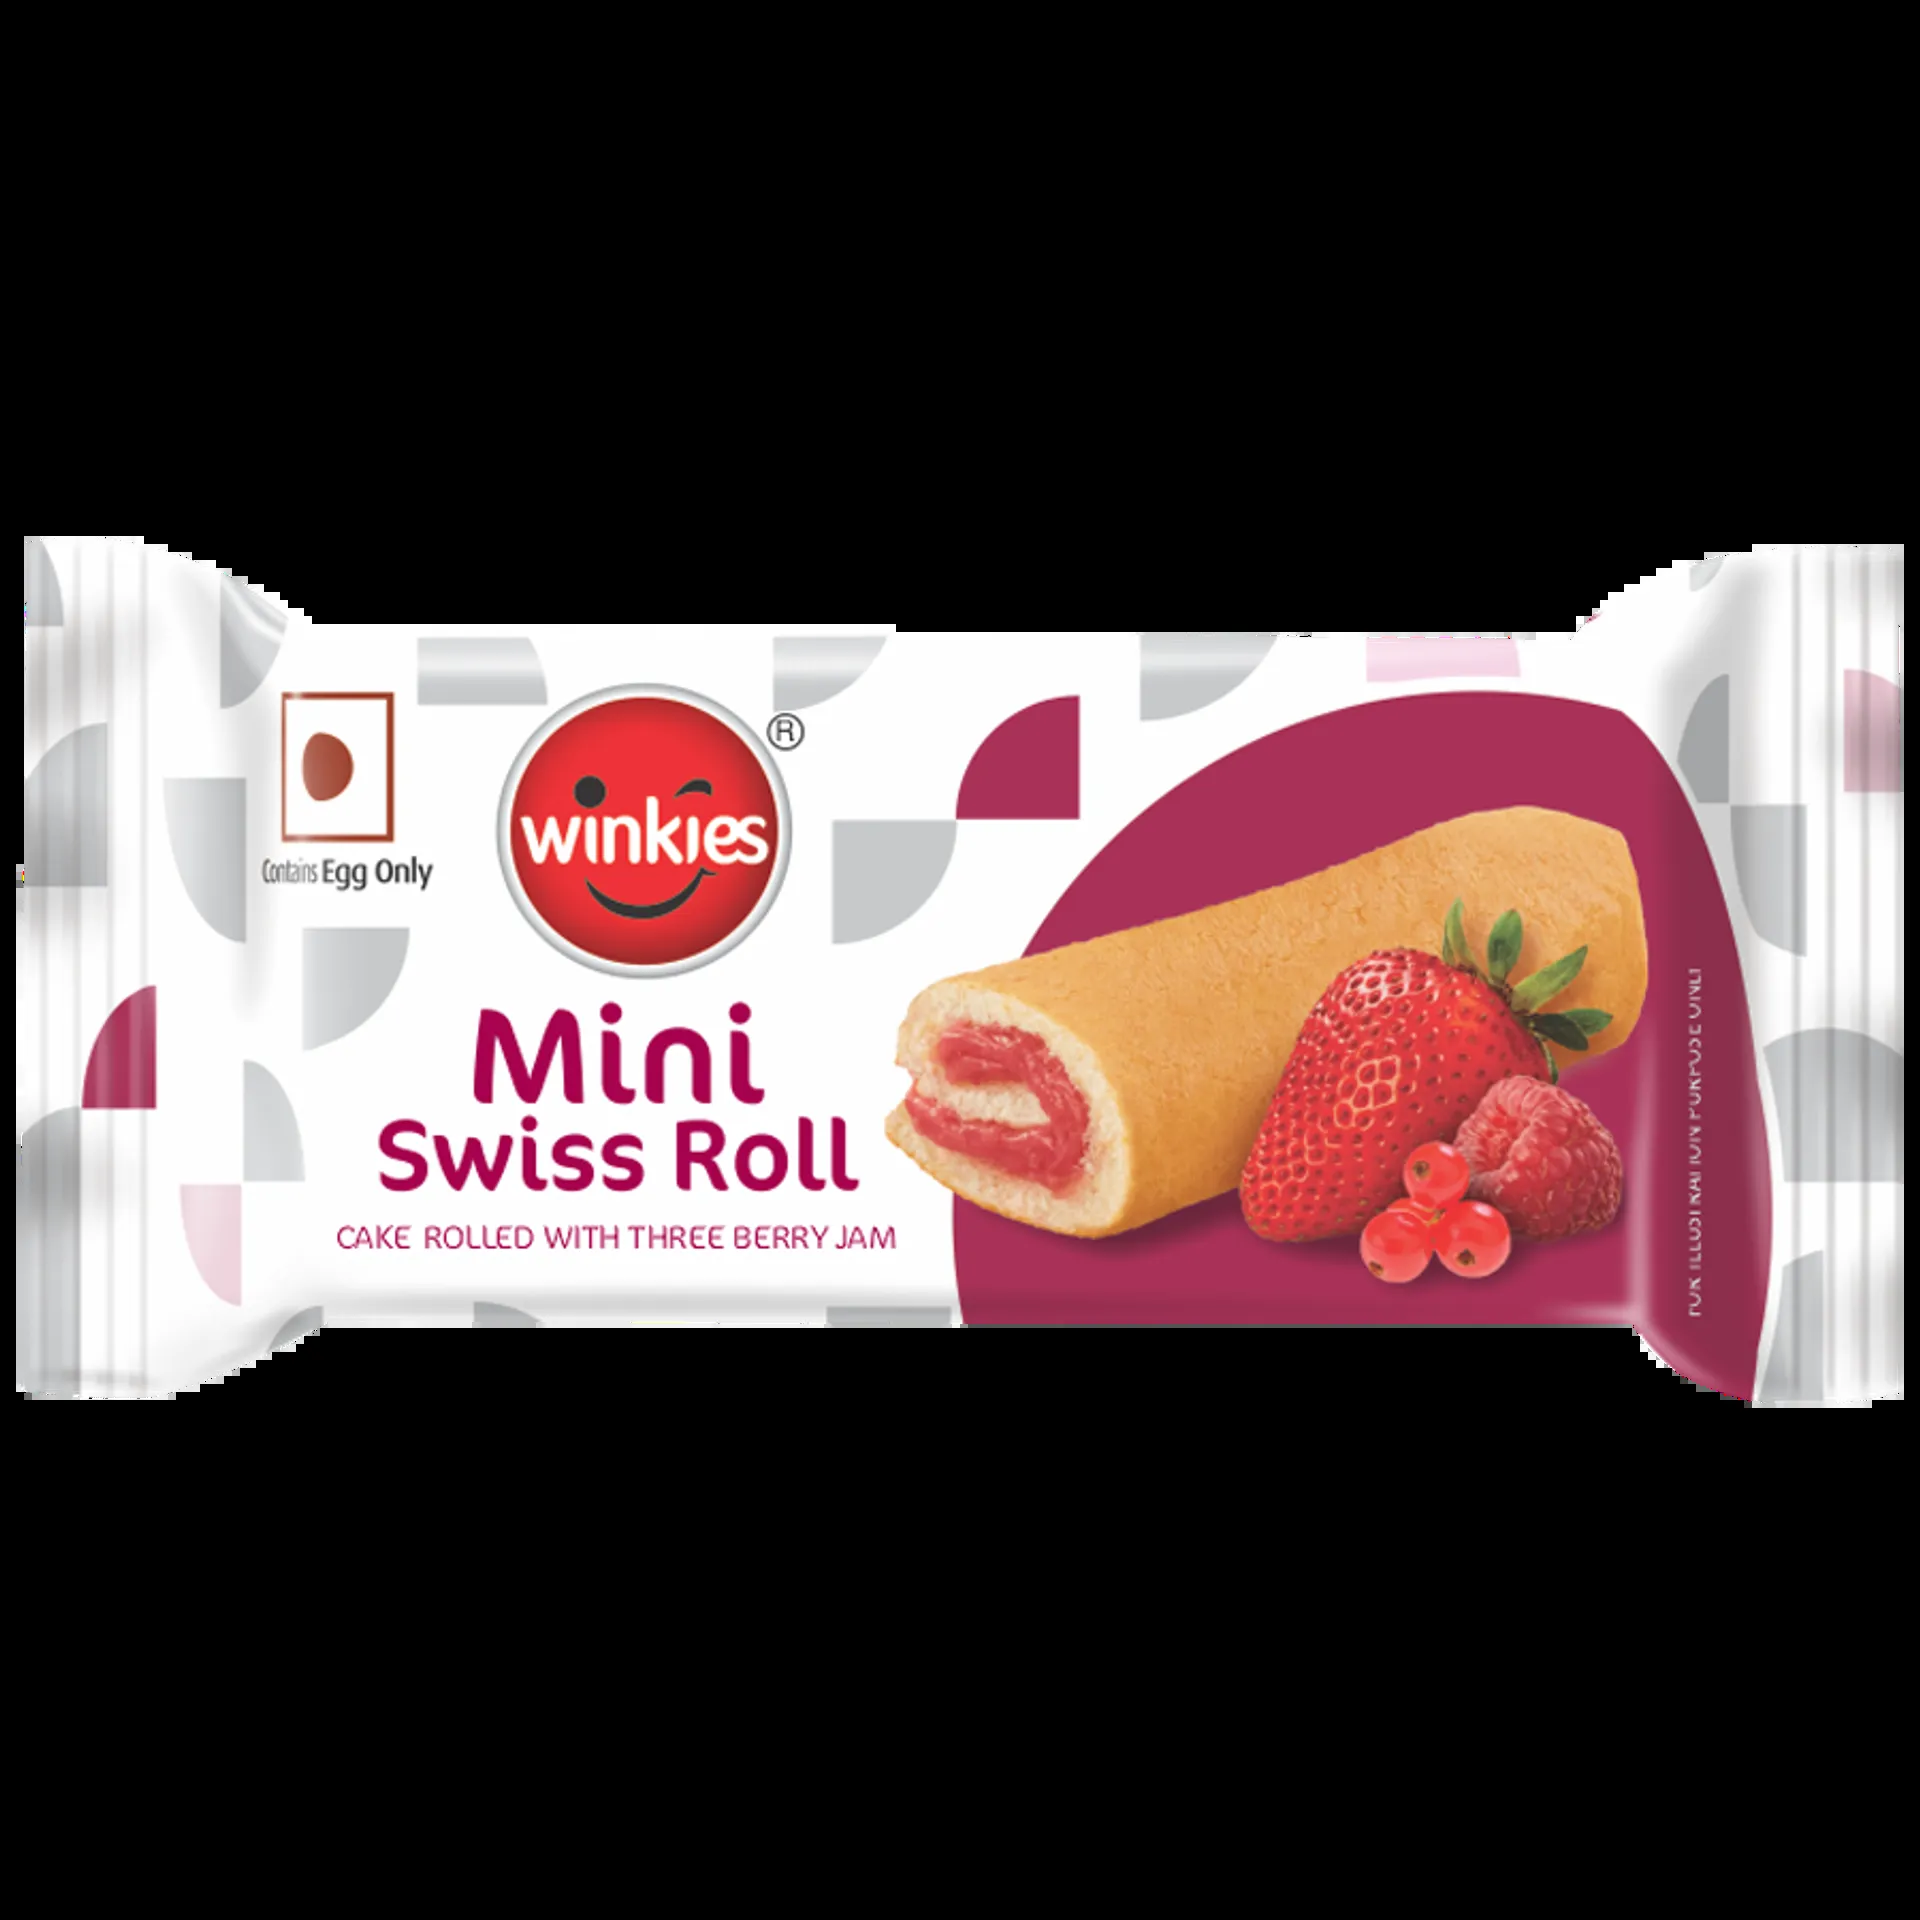 Contains Egg Only
winkies
®
Mini
Swiss Roll
CAKE ROLLED WITH THREE BERRY JAM
FOR ILLUSTRATION PURPOSE ONLY